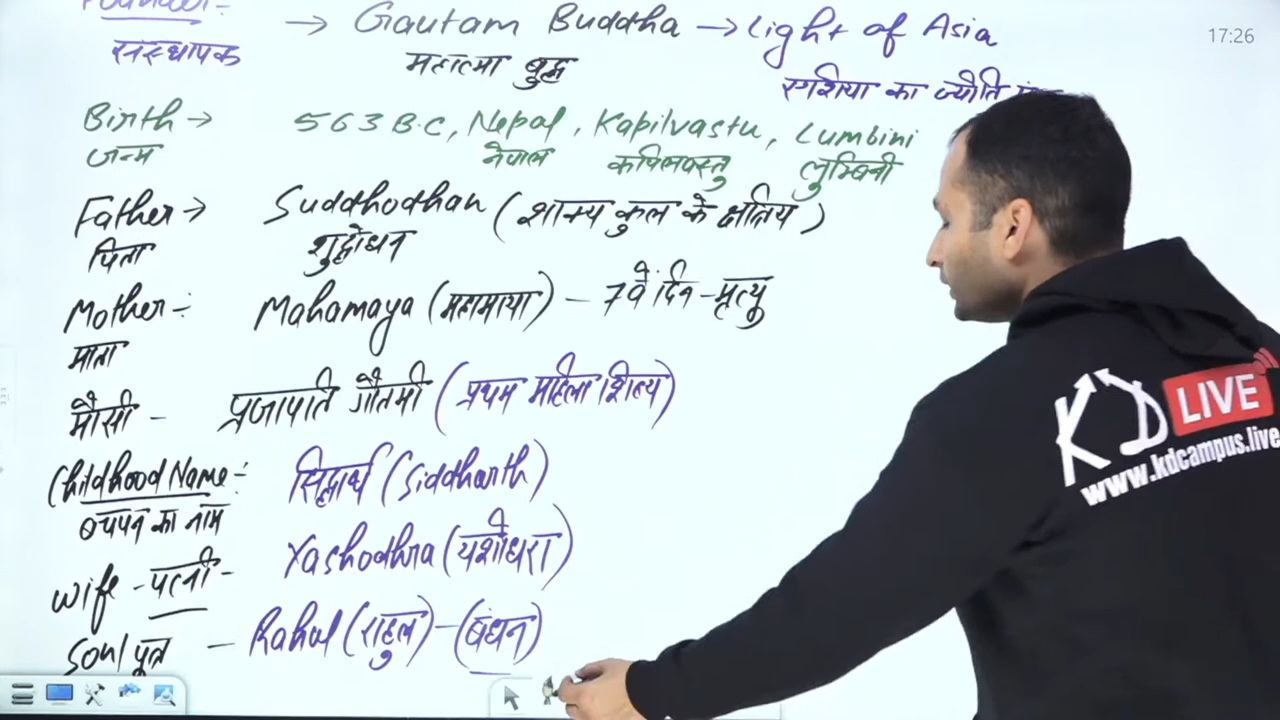 Founder:-
→ Gautam Buddha → Light of Asia
17:26
संस्थापक
महात्मा बुद्ध
एशिया का ज्योति
Birth → 563 B.C, Nepal, Kapilvastu, Lumbini
जन्म नेपाल कपिलवस्तु लुम्बिनी
Father → Suddhodhan (शाक्य कुल के क्षत्रिय)
पिता शुद्धोधन
Mother :- Mahamaya (महामाया) - 7वें दिन - मृत्यु
माता
मौसी - प्रजापति गौतमी (प्रथम महिला शिष्य)
Childhood Name :- सिद्धार्थ (Siddharth)
बचपन का नाम
Wife - पत्नी - Yashodhra (यशोधरा)
Son/पुत्र - Rahul (राहुल) - (बंधन)
KD LIVE
www.kdcampus.live